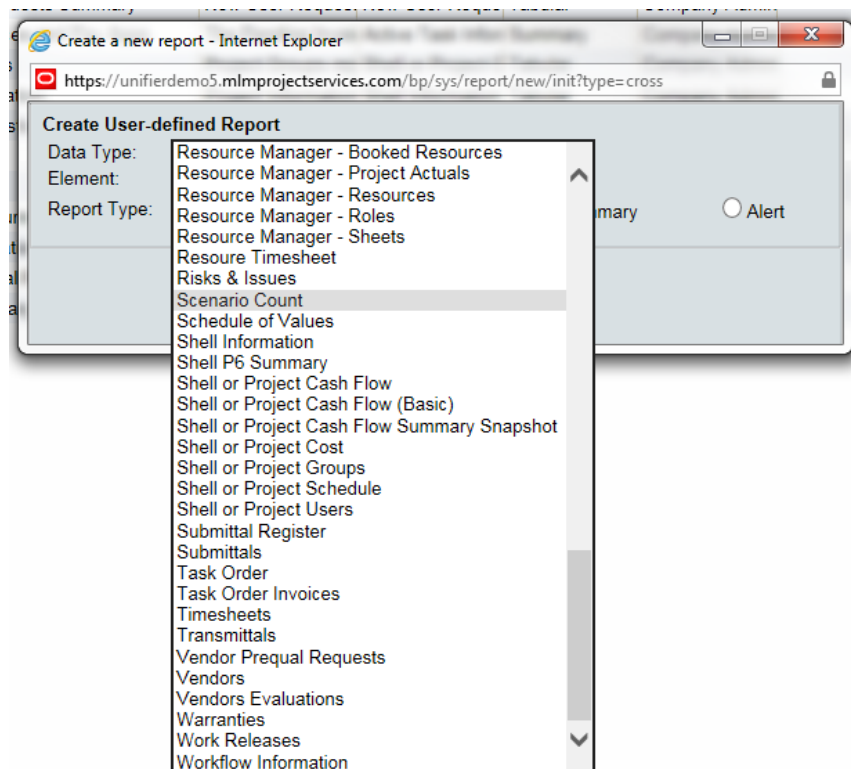 Create a new report - Internet Explorer
https://unifierdemo5.mlmprojectservices.com/bp/sys/report/new/init?type=cross
Create User-defined Report
Data Type:
Element:
Report Type:
mmary
Alert
Resource Manager - Booked Resources
Resource Manager - Project Actuals
Resource Manager - Resources
Resource Manager - Roles
Resource Manager - Sheets
Resoure Timesheet
Risks & Issues
Scenario Count
Schedule of Values
Shell Information
Shell P6 Summary
Shell or Project Cash Flow
Shell or Project Cash Flow (Basic)
Shell or Project Cash Flow Summary Snapshot
Shell or Project Cost
Shell or Project Groups
Shell or Project Schedule
Shell or Project Users
Submittal Register
Submittals
Task Order
Task Order Invoices
Timesheets
Transmittals
Vendor Prequal Requests
Vendors
Vendors Evaluations
Warranties
Work Releases
Workflow Information